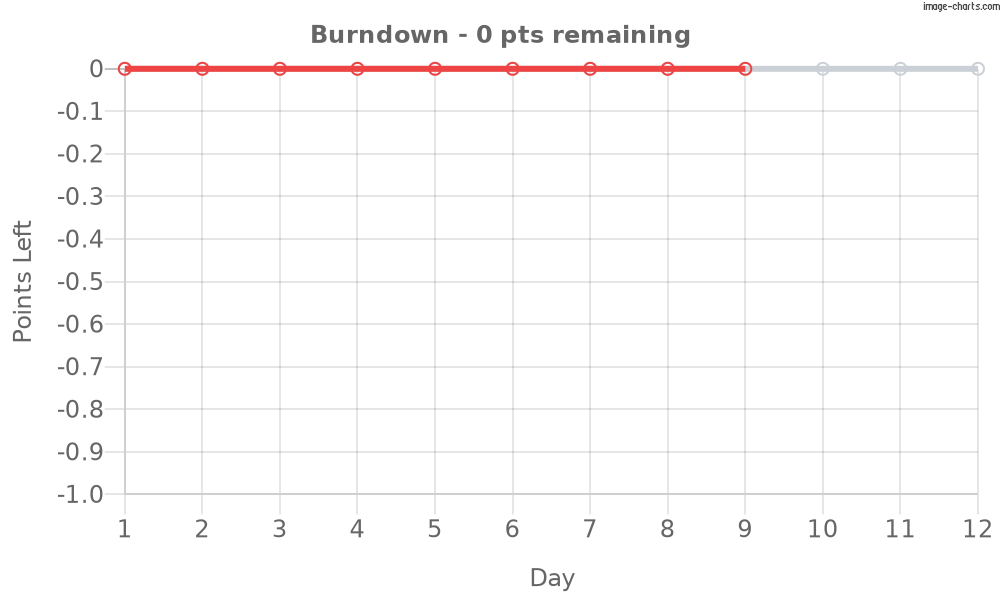 image-charts.com
Burndown - 0 pts remaining
0
-0.1
-0.2
-0.3
-0.4
-0.5
-0.6
-0.7
-0.8
-0.9
-1.0
Points Left
1 2 3 4 5 6 7 8 9 10 11 12
Day